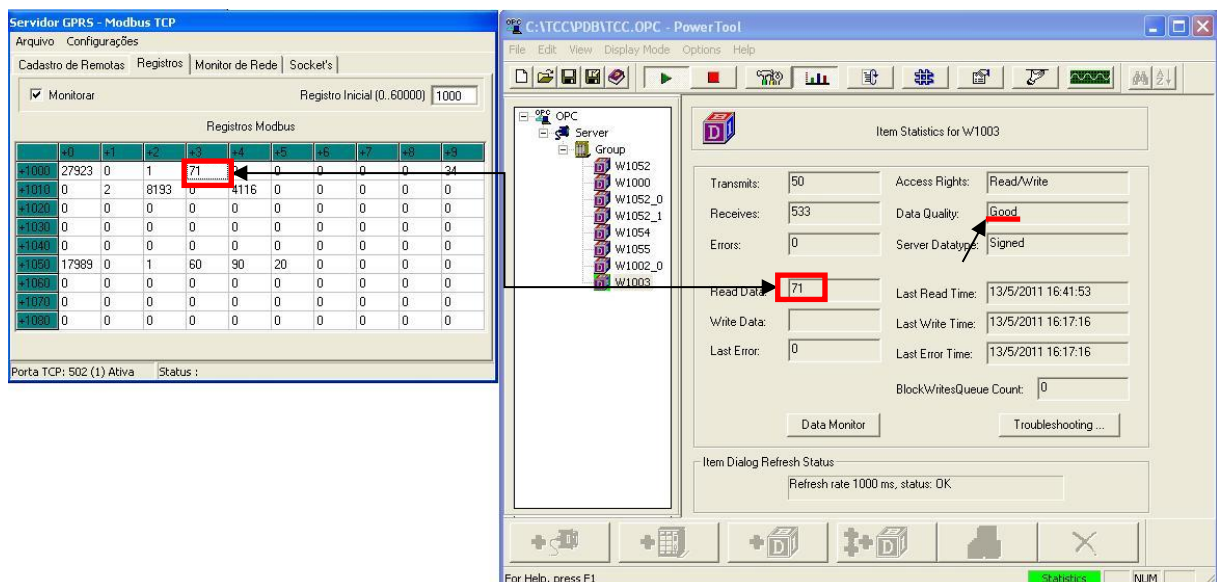 Servidor GPRS - Modbus TCP
Arquivo Configurações
Cadastro de Remotas Registros Monitor de Rede Socket's
Monitorar Registro Inicial (0..60000) 1000
Registros Modbus
+0 +1 +2 +3 +4 +5 +6 +7 +8 +9
+1000 27923 0 1 71 0 0 0 0 34
+1010 0 2 8193 0 4116 0 0 0 0 0
+1020 0 0 0 0 0 0 0 0 0 0
+1030 0 0 0 0 0 0 0 0 0 0
+1040 0 0 0 0 0 0 0 0 0 0
+1050 17989 0 1 60 90 20 0 0 0 0
+1060 0 0 0 0 0 0 0 0 0 0
+1070 0 0 0 0 0 0 0 0 0 0
+1080 0 0 0 0 0 0 0 0 0 0
Porta TCP: 502 (1) Ativa Status :
C:\TCC\PDB\TCC.OPC - PowerTool
File Edit View Display Mode Options Help
OPC
Server
Group
W1052
W1000
W1052_0
W1052_1
W1054
W1055
W1002_0
W1003
Item Statistics for W1003
Transmits: 50 Access Rights: Read/Write
Receives: 533 Data Quality: Good
Errors: 0 Server Datatype: Signed
Read Data: 71 Last Read Time: 13/5/2011 16:41:53
Write Data: Last Write Time: 13/5/2011 16:17:16
Last Error: 0 Last Error Time: 13/5/2011 16:17:16
BlockWritesQueue Count: 0
Data Monitor Troubleshooting ...
Item Dialog Refresh Status
Refresh rate 1000 ms, status: OK
For Help, press F1 Statistics NUM